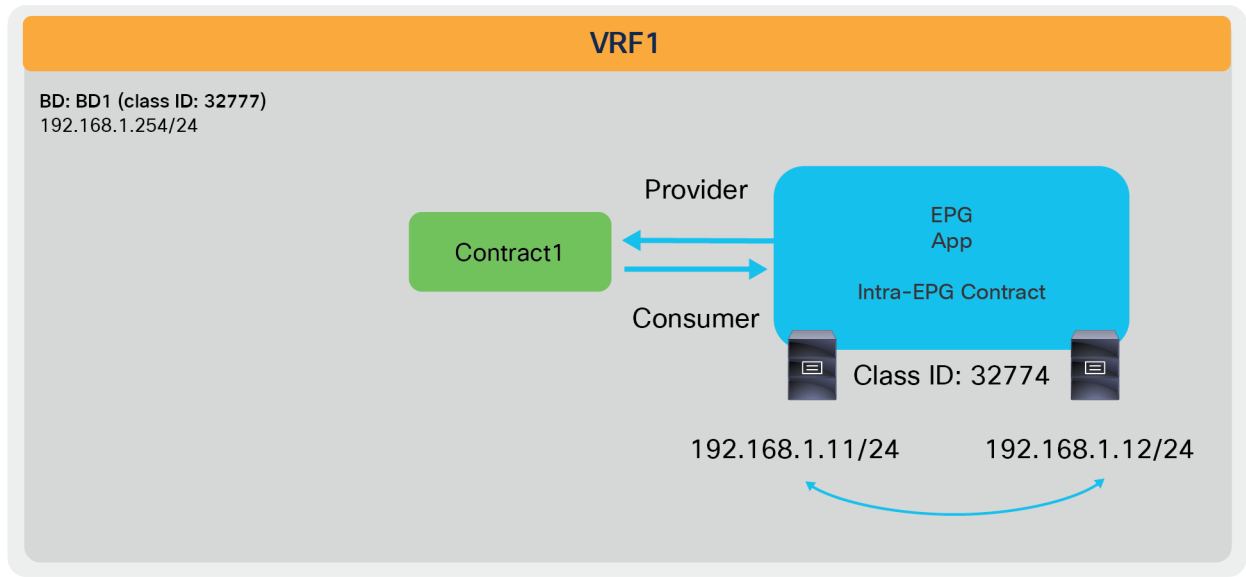 VRF1
BD: BD1 (class ID: 32777)
192.168.1.254/24
Provider
Contract1
Consumer
EPG
App
Intra-EPG Contract
Class ID: 32774
192.168.1.11/24
192.168.1.12/24